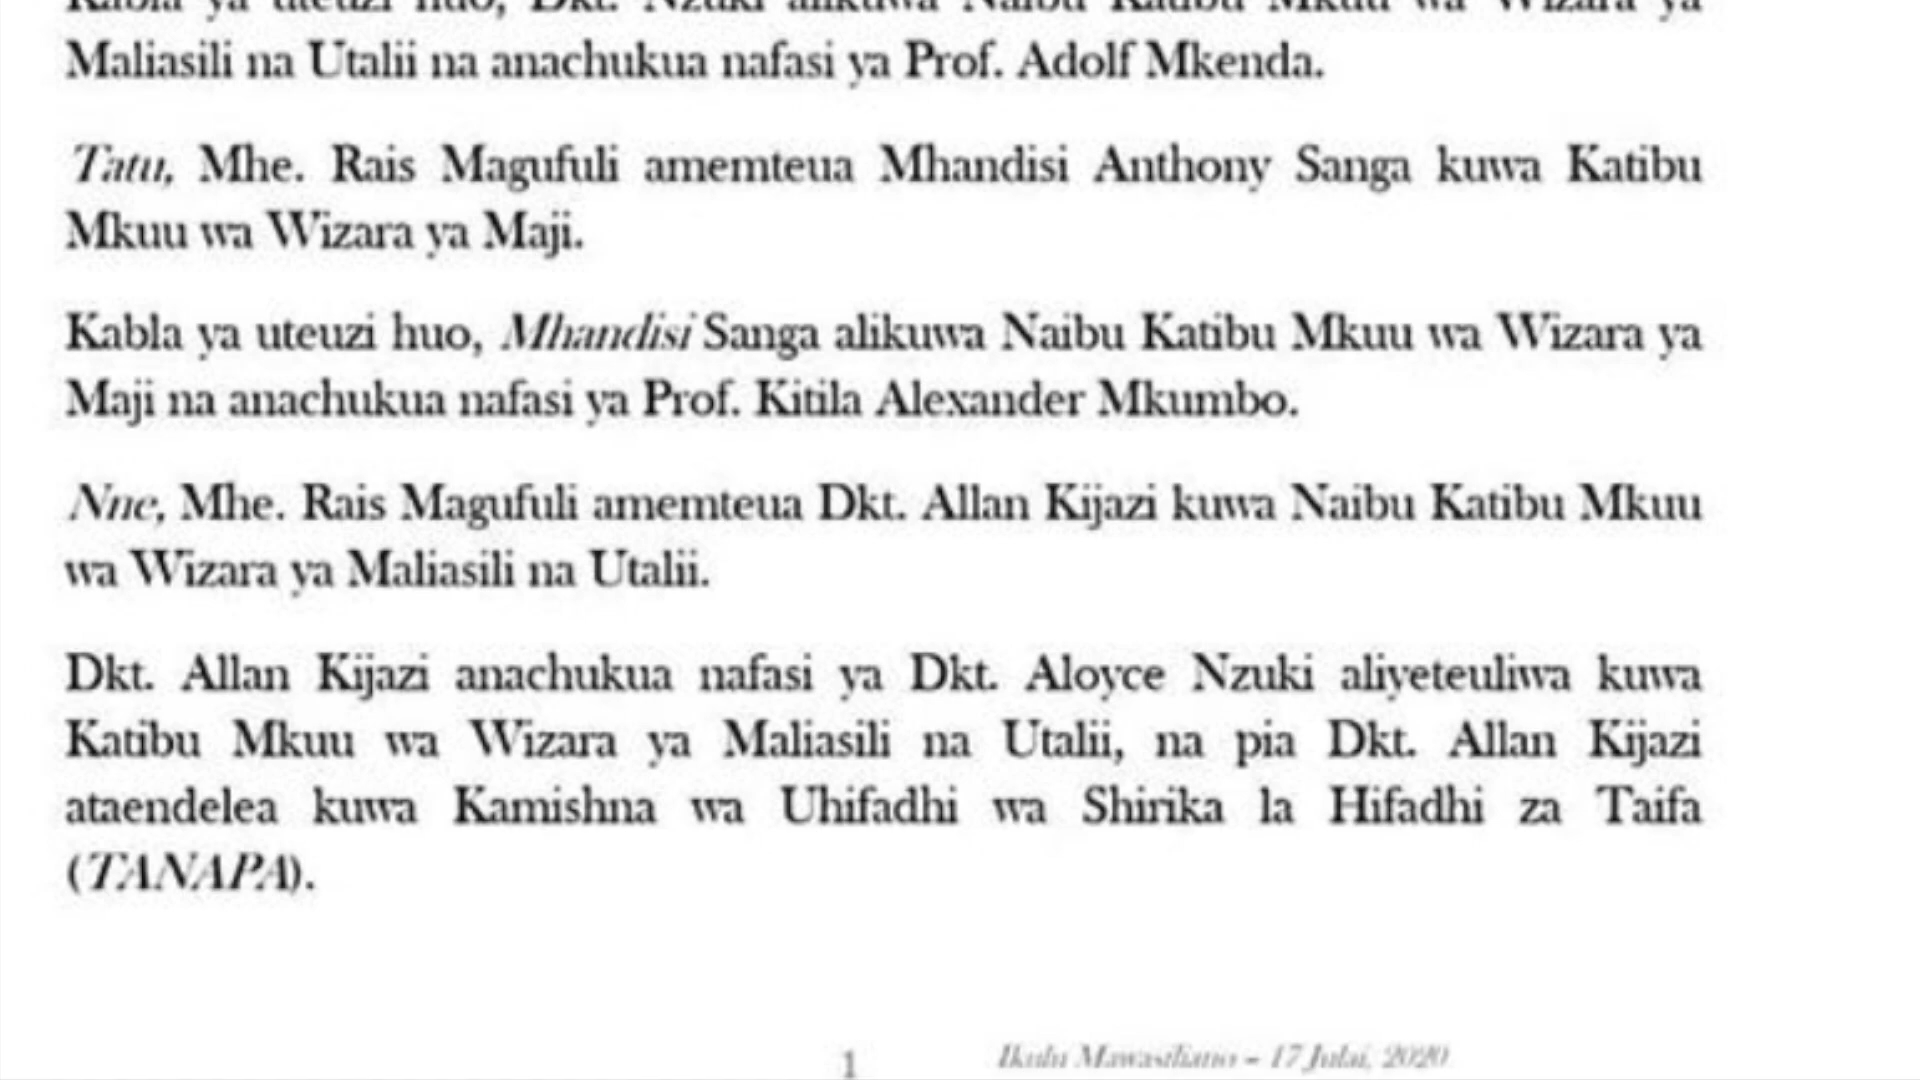 Kabla ya uteuzi huo, Dkt. Nzuki alikuwa Naibu Katibu Mkuu wa Wizara ya
Maliasili na Utalii na anachukua nafasi ya Prof. Adolf Mkenda.
Tatu, Mhe. Rais Magufuli amemteua Mhandisi Anthony Sanga kuwa Katibu
Mkuu wa Wizara ya Maji.
Kabla ya uteuzi huo, Mhandisi Sanga alikuwa Naibu Katibu Mkuu wa Wizara ya
Maji na anachukua nafasi ya Prof. Kitila Alexander Mkumbo.
Nne, Mhe. Rais Magufuli amemteua Dkt. Allan Kijazi kuwa Naibu Katibu Mkuu
wa Wizara ya Maliasili na Utalii.
Dkt. Allan Kijazi anachukua nafasi ya Dkt. Aloyce Nzuki aliyeteuliwa kuwa
Katibu Mkuu wa Wizara ya Maliasili na Utalii, na pia Dkt. Allan Kijazi
ataendelea kuwa Kamishna wa Uhifadhi wa Shirika la Hifadhi za Taifa
(TANAPA).
1 Ikulu Mawasiliano – 17 Julai, 2020